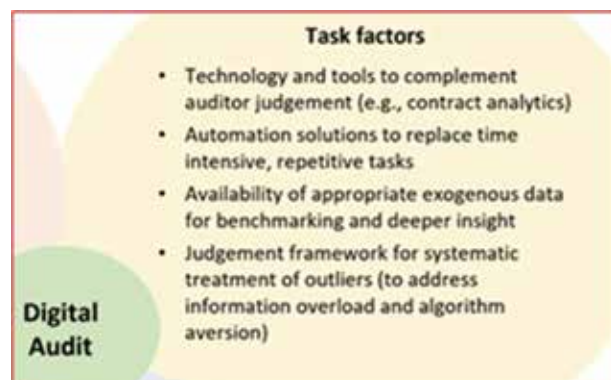 Task factors
• Technology and tools to complement
auditor judgement (e.g., contract analytics)
• Automation solutions to replace time
intensive, repetitive tasks
• Availability of appropriate exogenous data
for benchmarking and deeper insight
• Judgement framework for systematic
treatment of outliers (to address
information overload and algorithm
aversion)
Digital
Audit